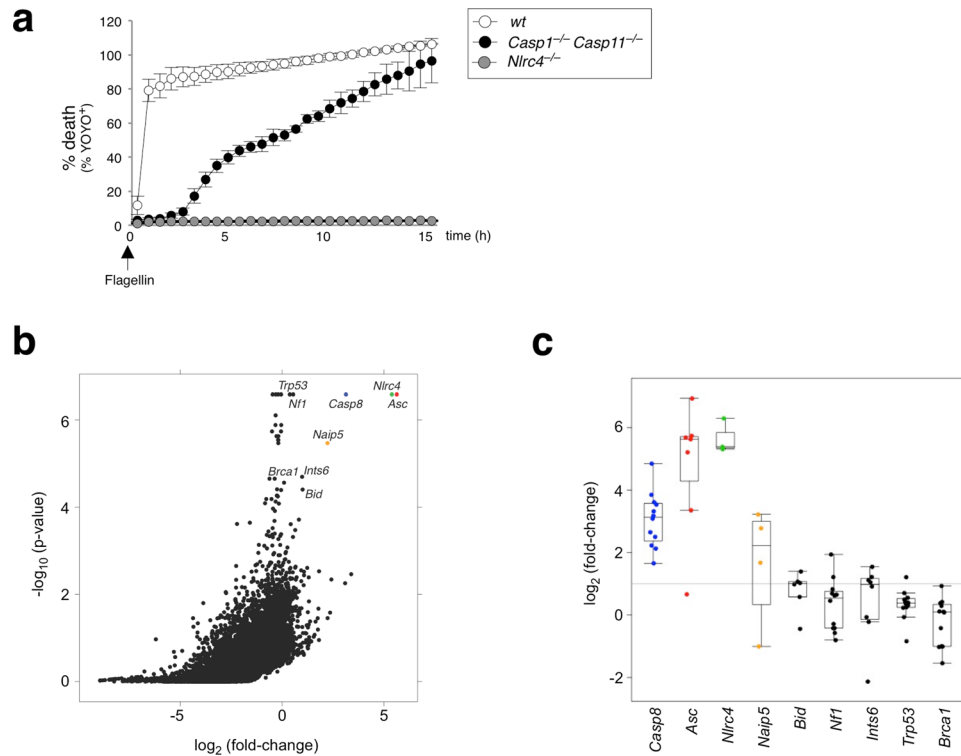 a
wt
Casp1–/– Casp11–/–
Nlrc4–/–
% death
(% YOYO+)
120
100
80
60
40
20
0
0 5 10 15 time (h)
Flagellin
b
-log10 (p-value)
6
4
2
0
Trp53 Nlrc4
Nf1 Casp8 Asc
Naip5
Brca1 Ints6
Bid
-5 0 5
log2 (fold-change)
c
log2 (fold-change)
6
4
2
0
-2
Casp8
Asc
Nlrc4
Naip5
Bid
Nf1
Ints6
Trp53
Brca1